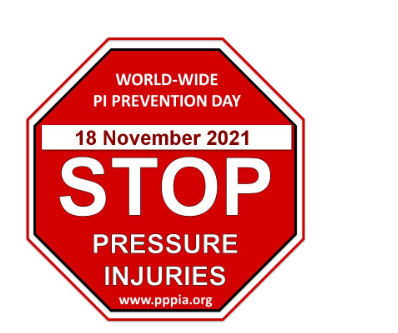 WORLD-WIDE
PI PREVENTION DAY
18 November 2021
STOP
PRESSURE
INJURIES
www.pppia.org